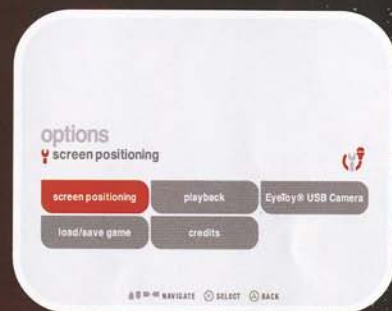 options
screen positioning
screen positioning playback EyeToy® USB Camera
load/save game credits
NAVIGATE SELECT BACK